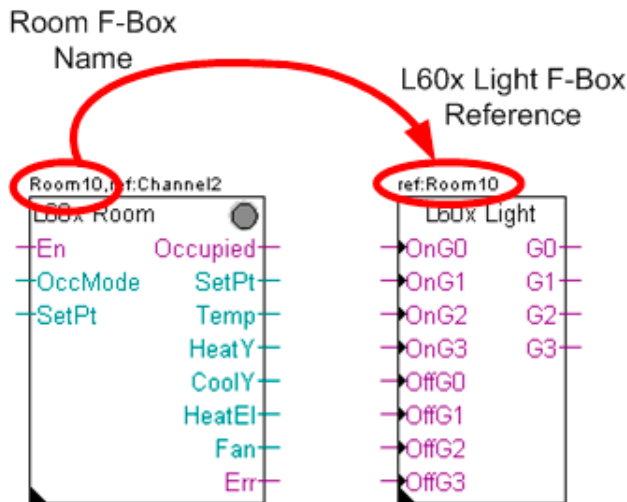 Room F-Box
Name
L60x Light F-Box
Reference
Room10,ref:Channel2
L60x Room
En
Occupied
OccMode
SetPt
SetPt
Temp
HeatY
CoolY
HeatEl
Fan
Err
ref:Room10
L60x Light
OnG0
G0
OnG1
G1
OnG2
G2
OnG3
G3
OffG0
OffG1
OffG2
OffG3